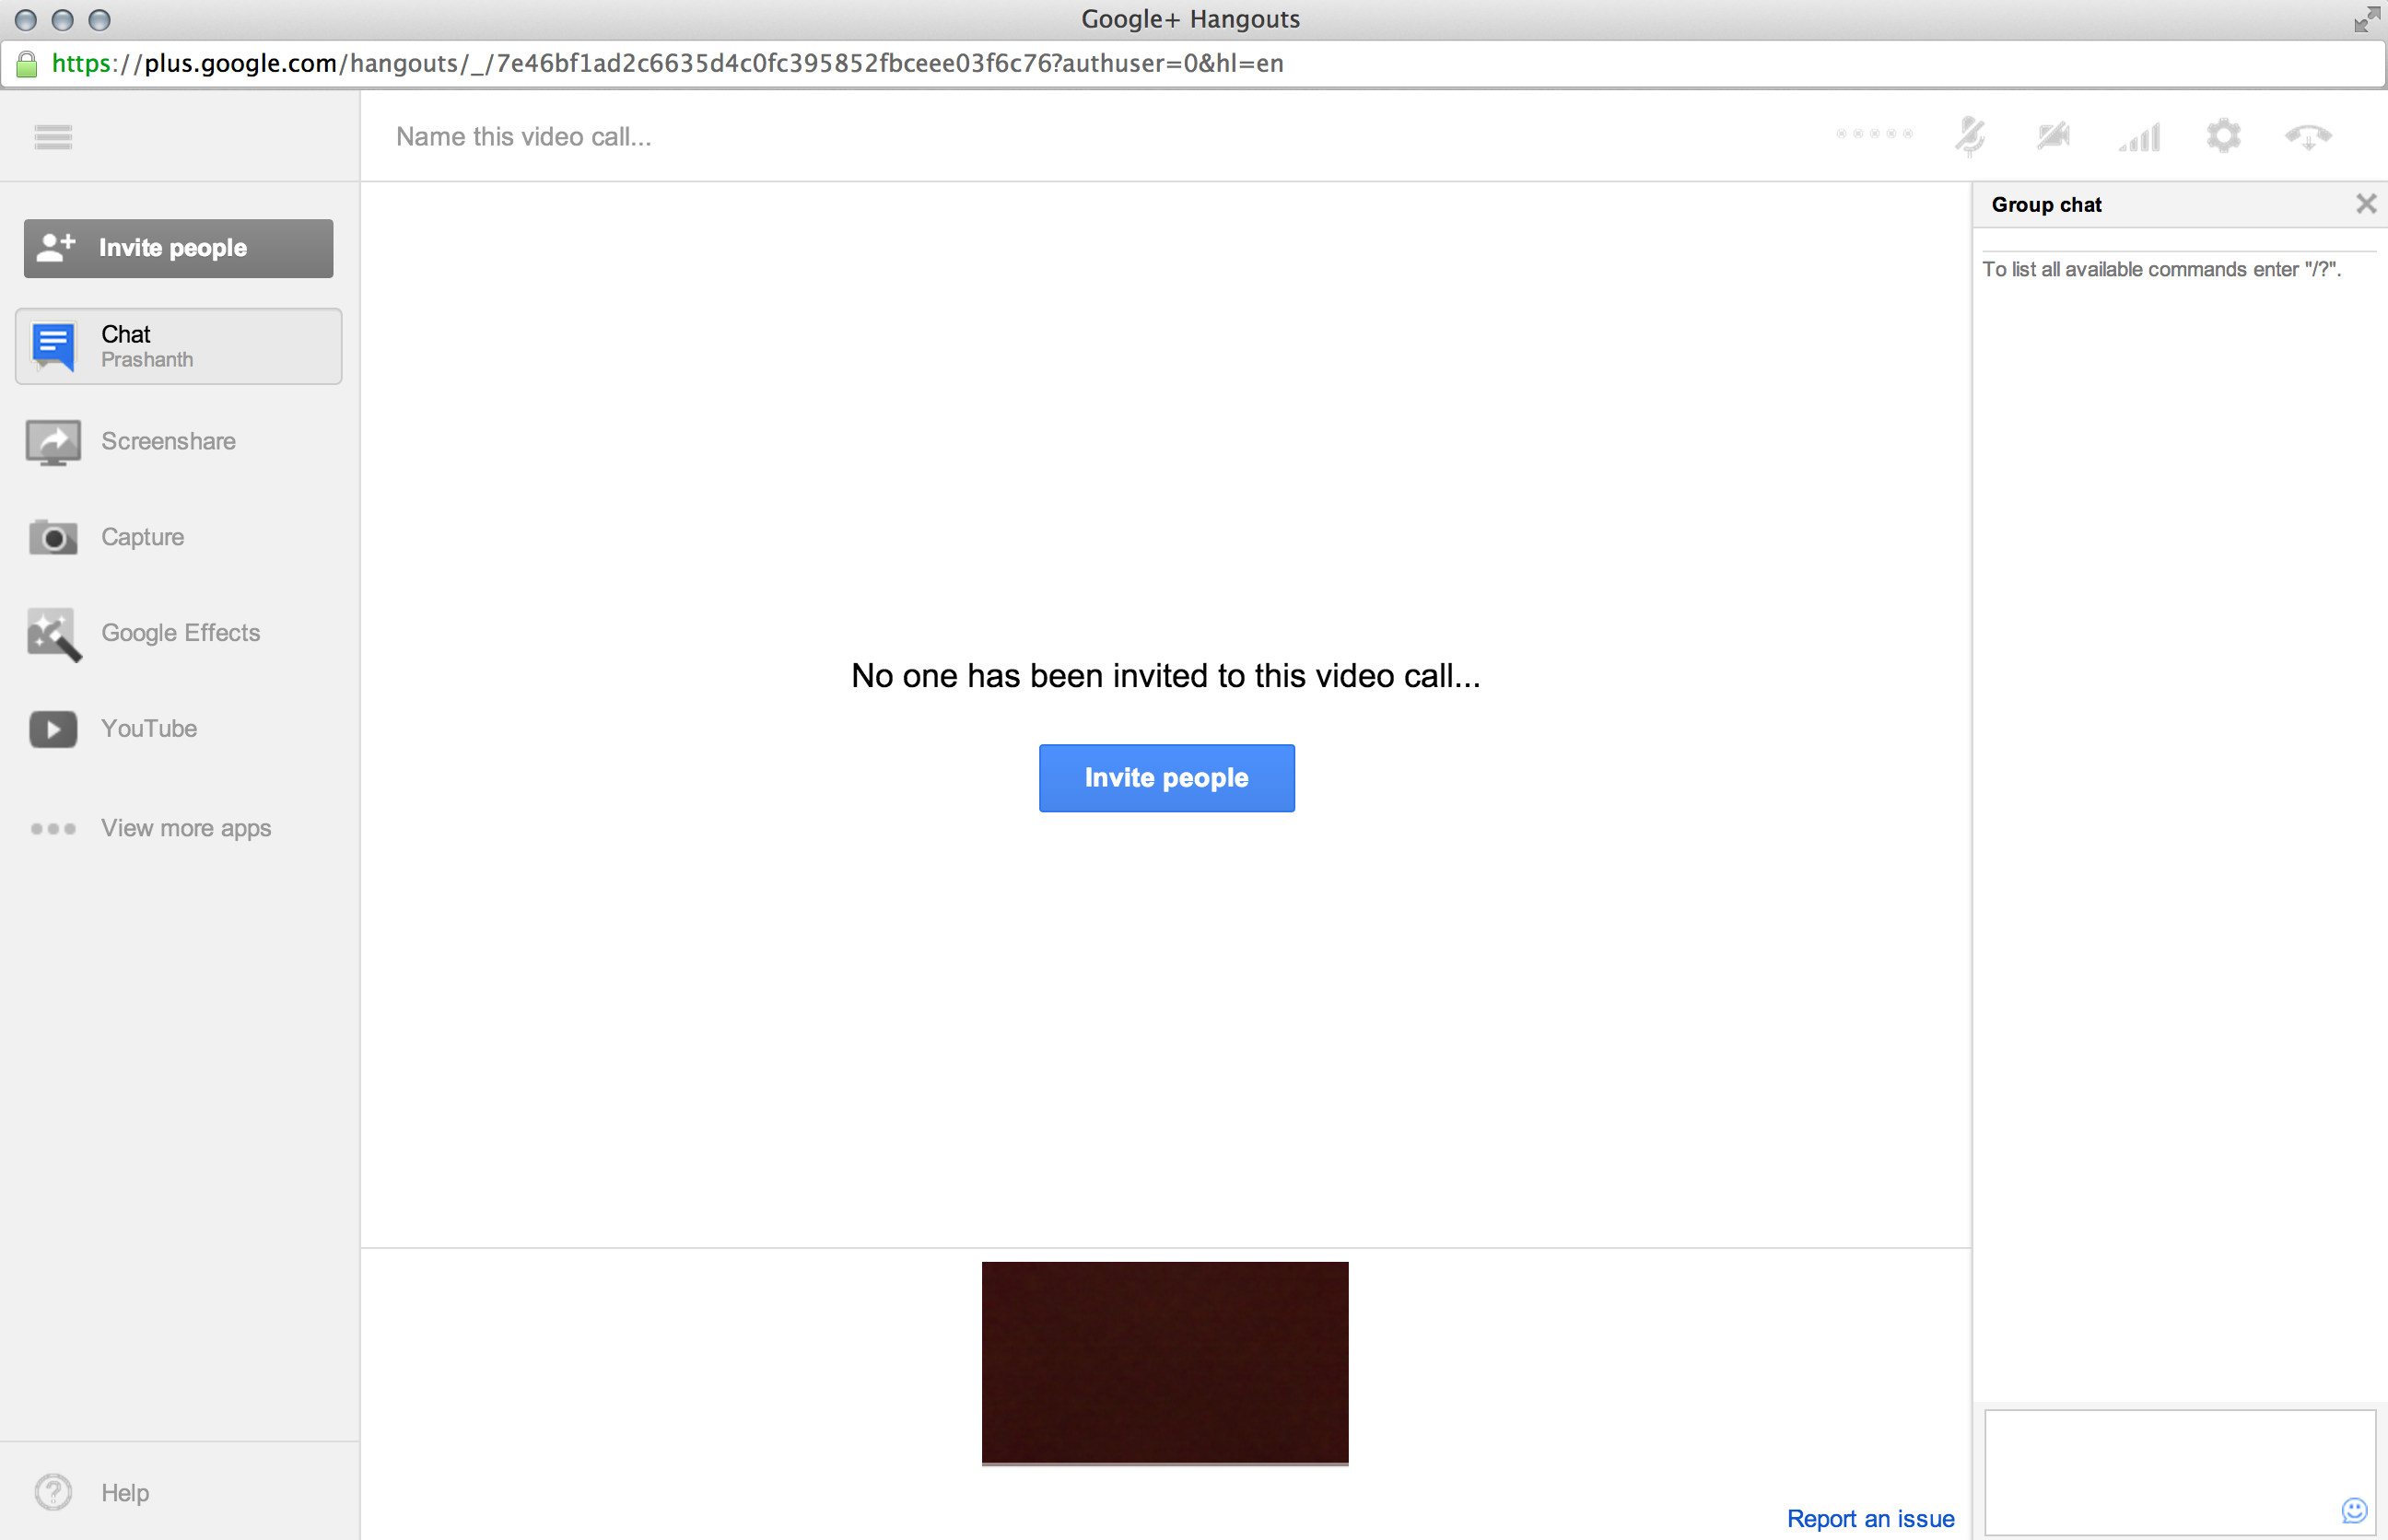 Google+ Hangouts
https://plus.google.com/hangouts/_/7e46bf1ad2c6635d4c0fc395852fbceee03f6c76?authuser=0&hl=en
Name this video call...
Invite people
Chat
Prashanth
Screenshare
Capture
Google Effects
YouTube
View more apps
Help
No one has been invited to this video call...
Invite people
Report an issue
Group chat
To list all available commands enter "/?".